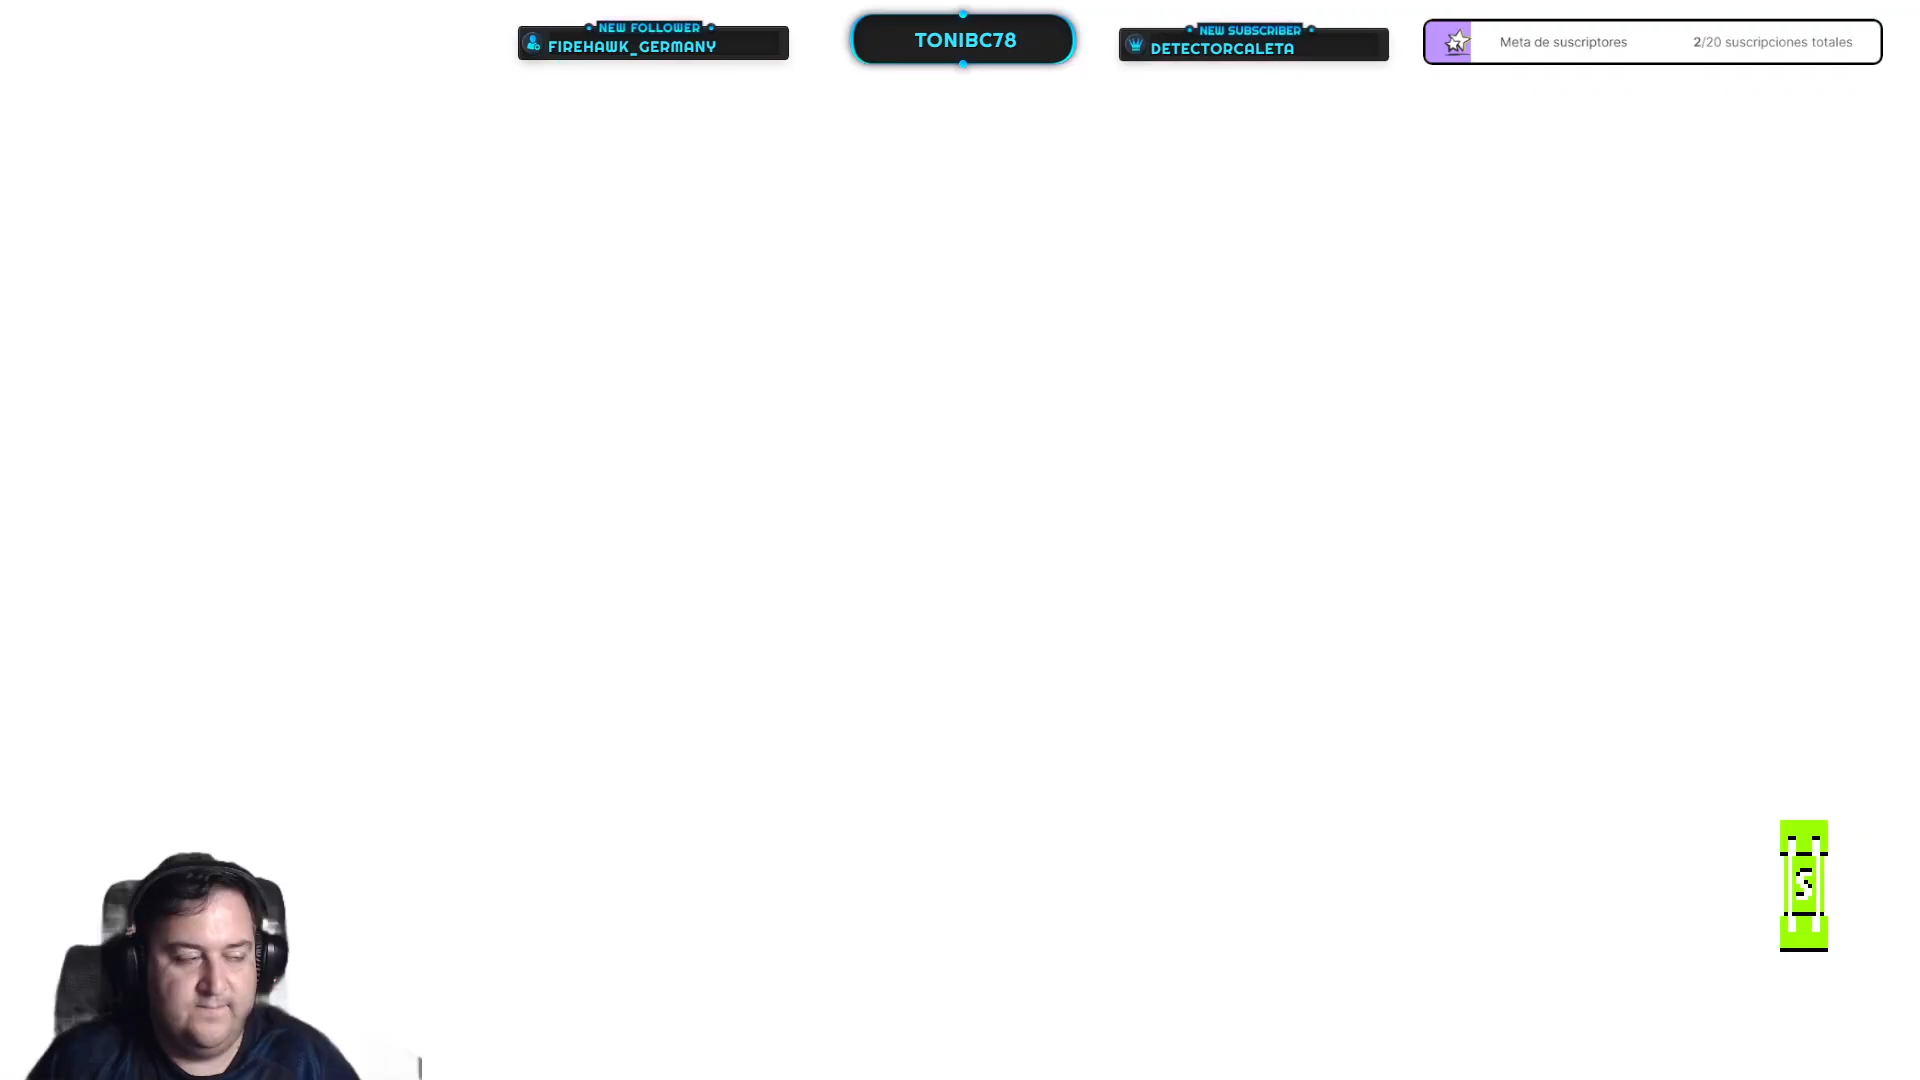 NEW FOLLOWER
FIREHAWK_GERMANY
TONIBC78
NEW SUBSCRIBER
DETECTORCALETA
Meta de suscriptores
2/20 suscripciones totales
S